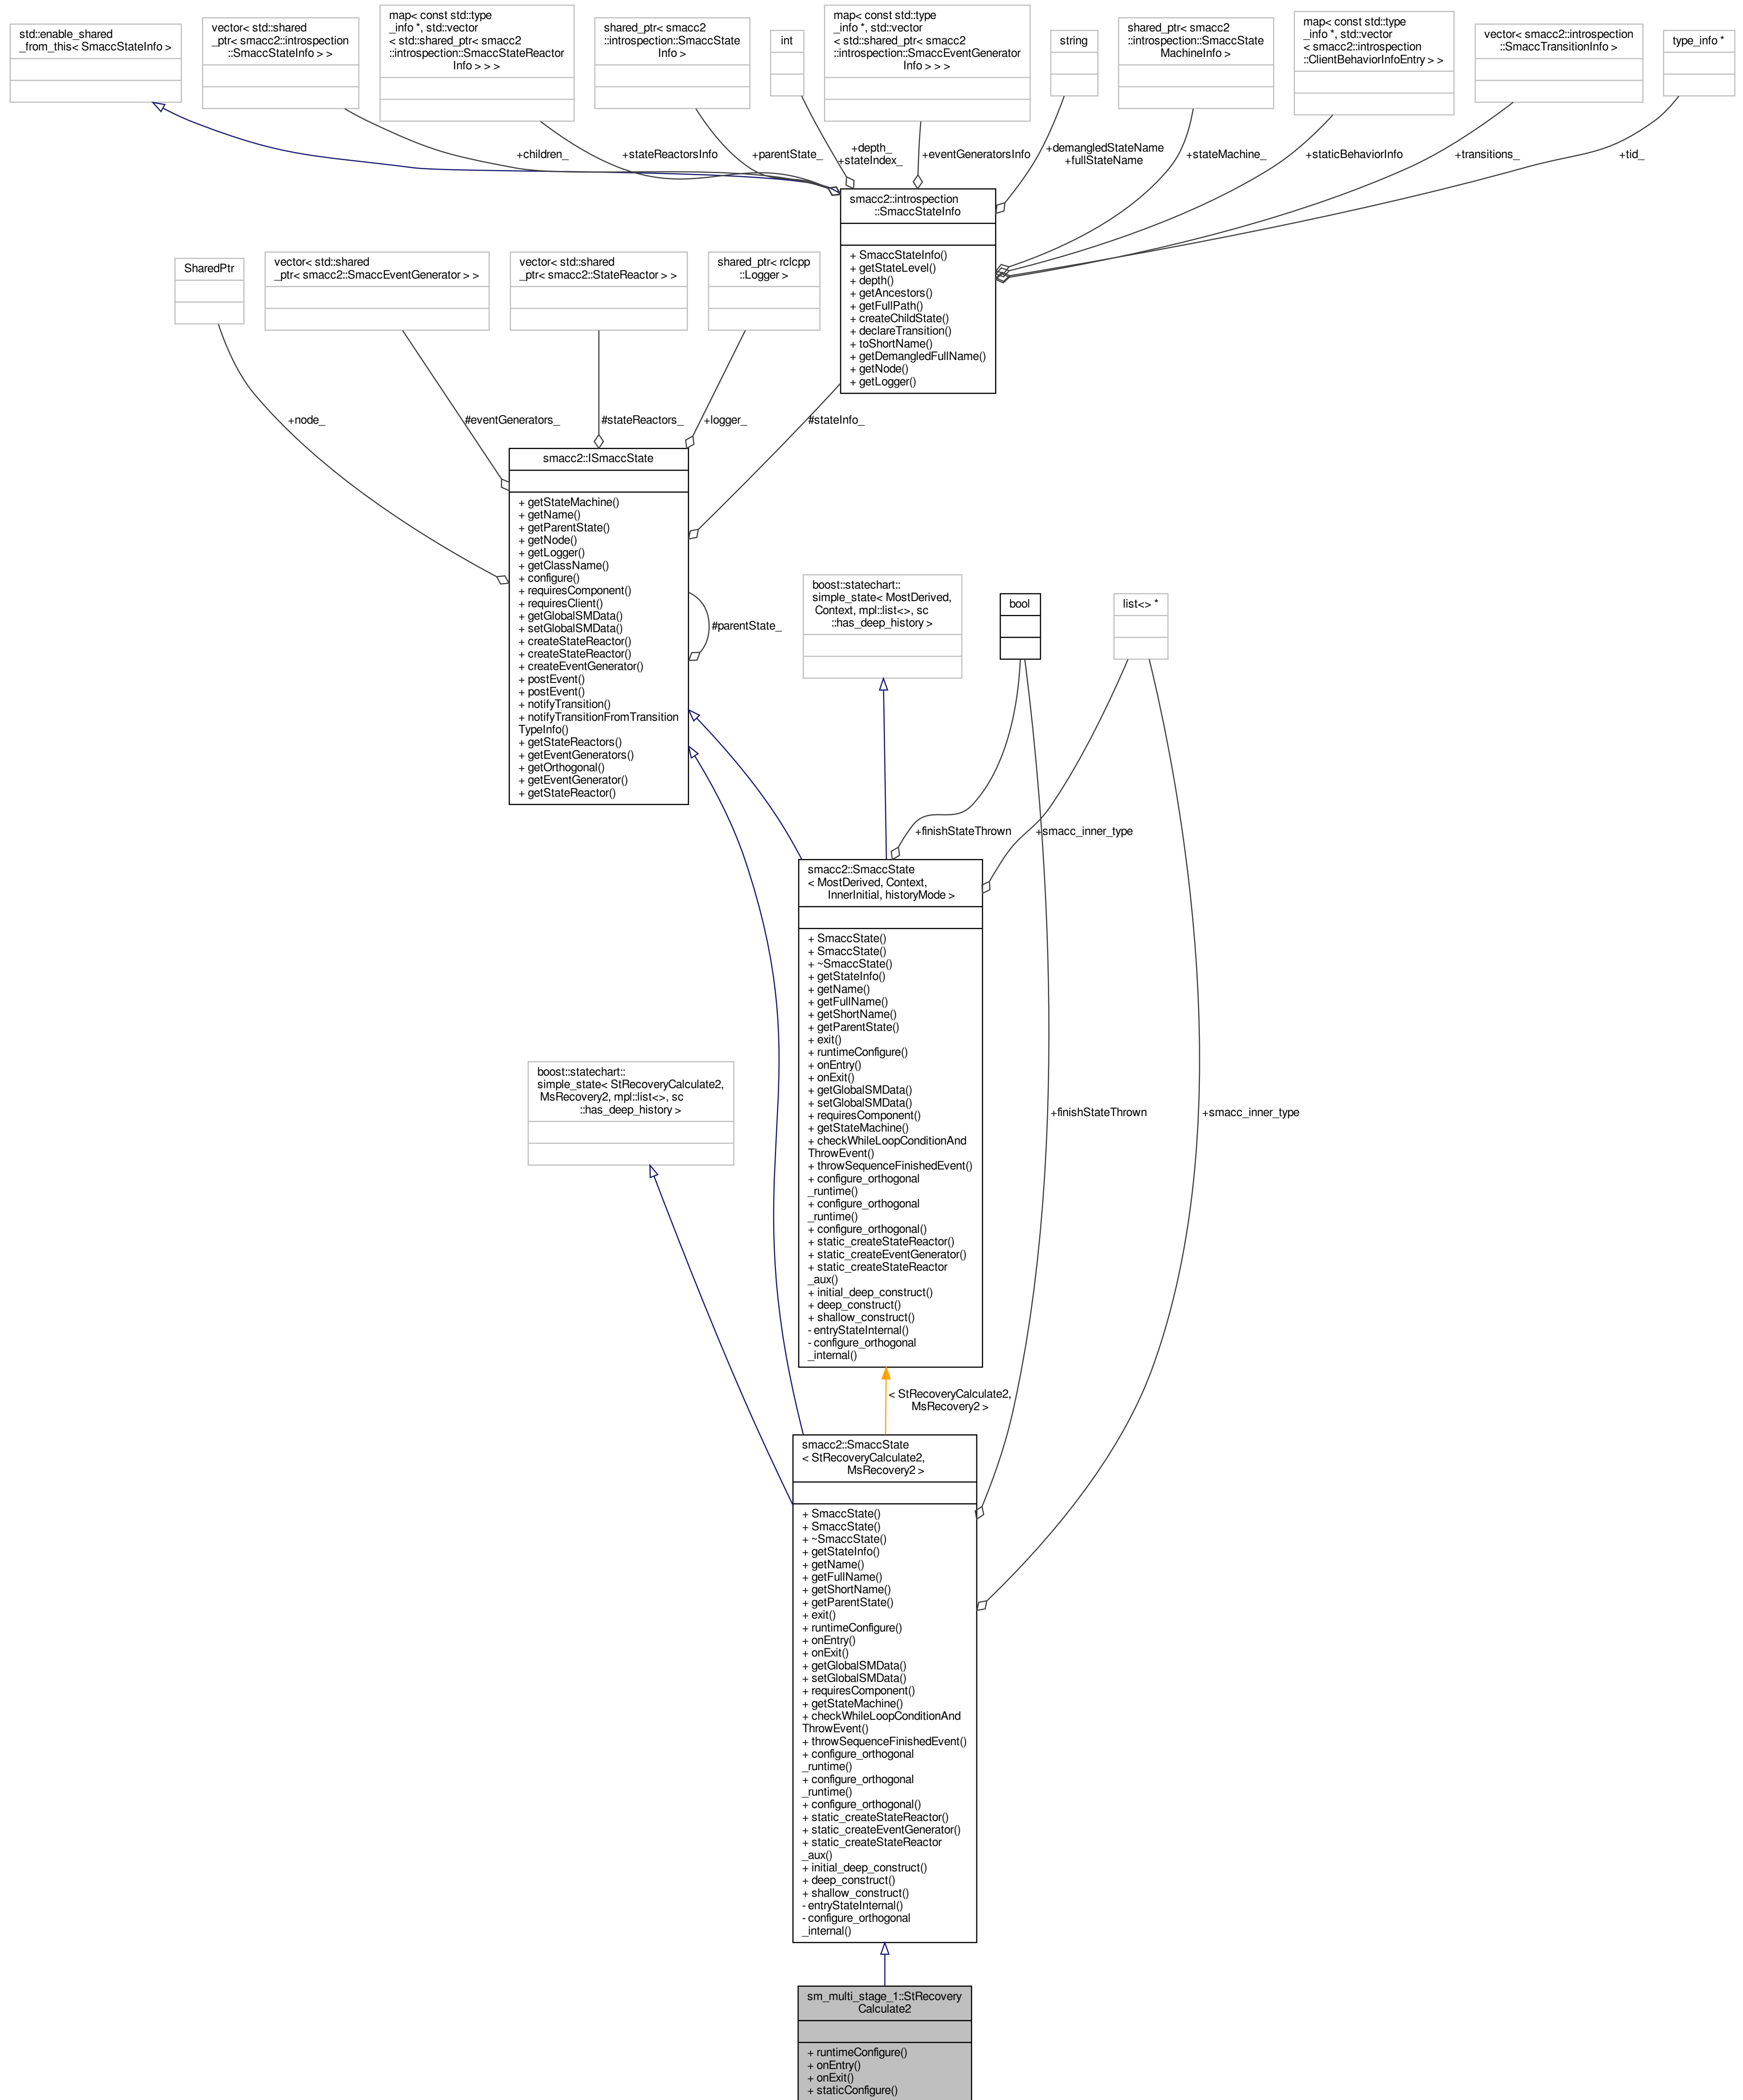 std::enable_shared
_from_this< SmaccStateInfo >
vector< std::shared
_ptr< smacc2::introspection
::SmaccStateInfo > >
map< const std::type
_info *, std::vector
< std::shared_ptr< smacc2
::introspection::SmaccStateReactor
Info > > >
shared_ptr< smacc2
::introspection::SmaccState
Info >
int
map< const std::type
_info *, std::vector
< std::shared_ptr< smacc2
::introspection::SmaccEventGenerator
Info > > >
string
shared_ptr< smacc2
::introspection::SmaccState
MachineInfo >
map< const std::type
_info *, std::vector
< smacc2::introspection
::ClientBehaviorInfoEntry > >
vector< smacc2::introspection
::SmaccTransitionInfo >
type_info *
+children_
+stateReactorsInfo
+parentState_
+depth_
+stateIndex_
+eventGeneratorsInfo
+demangledStateName
+fullStateName
+stateMachine_
+staticBehaviorInfo
+transitions_
+tid_
smacc2::introspection
::SmaccStateInfo
+ SmaccStateInfo()
+ getStateLevel()
+ depth()
+ getAncestors()
+ getFullPath()
+ createChildState()
+ declareTransition()
+ toShortName()
+ getDemangledFullName()
+ getNode()
+ getLogger()
SharedPtr
vector< std::shared
_ptr< smacc2::SmaccEventGenerator > >
vector< std::shared
_ptr< smacc2::StateReactor > >
shared_ptr< rclcpp
::Logger >
+node_
#eventGenerators_
#stateReactors_
+logger_
#stateInfo_
smacc2::ISmaccState
+ getStateMachine()
+ getName()
+ getParentState()
+ getNode()
+ getLogger()
+ getClassName()
+ configure()
+ requiresComponent()
+ requiresClient()
+ getGlobalSMData()
+ setGlobalSMData()
+ createStateReactor()
+ createStateReactor()
+ createEventGenerator()
+ postEvent()
+ postEvent()
+ notifyTransition()
+ notifyTransitionFromTransition
TypeInfo()
+ getStateReactors()
+ getEventGenerators()
+ getOrthogonal()
+ getEventGenerator()
+ getStateReactor()
#parentState_
boost::statechart::
simple_state< MostDerived,
Context, mpl::list<>, sc
::has_deep_history >
bool
list<> *
+finishStateThrown
+smacc_inner_type
smacc2::SmaccState
< MostDerived, Context,
InnerInitial, historyMode >
+ SmaccState()
+ SmaccState()
+ ~SmaccState()
+ getStateInfo()
+ getName()
+ getFullName()
+ getShortName()
+ getParentState()
+ exit()
+ runtimeConfigure()
+ onEntry()
+ onExit()
+ getGlobalSMData()
+ setGlobalSMData()
+ requiresComponent()
+ getStateMachine()
+ checkWhileLoopConditionAnd
ThrowEvent()
+ throwSequenceFinishedEvent()
+ configure_orthogonal
_runtime()
+ configure_orthogonal
_runtime()
+ configure_orthogonal()
+ static_createStateReactor()
+ static_createEventGenerator()
+ static_createStateReactor
_aux()
+ initial_deep_construct()
+ deep_construct()
+ shallow_construct()
- entryStateInternal()
- configure_orthogonal
_internal()
boost::statechart::
simple_state< StRecoveryCalculate2,
MsRecovery2, mpl::list<>, sc
::has_deep_history >
+finishStateThrown
+smacc_inner_type
< StRecoveryCalculate2,
MsRecovery2 >
smacc2::SmaccState
< StRecoveryCalculate2,
MsRecovery2 >
+ SmaccState()
+ SmaccState()
+ ~SmaccState()
+ getStateInfo()
+ getName()
+ getFullName()
+ getShortName()
+ getParentState()
+ exit()
+ runtimeConfigure()
+ onEntry()
+ onExit()
+ getGlobalSMData()
+ setGlobalSMData()
+ requiresComponent()
+ getStateMachine()
+ checkWhileLoopConditionAnd
ThrowEvent()
+ throwSequenceFinishedEvent()
+ configure_orthogonal
_runtime()
+ configure_orthogonal
_runtime()
+ configure_orthogonal()
+ static_createStateReactor()
+ static_createEventGenerator()
+ static_createStateReactor
_aux()
+ initial_deep_construct()
+ deep_construct()
+ shallow_construct()
- entryStateInternal()
- configure_orthogonal
_internal()
sm_multi_stage_1::StRecovery
Calculate2
+ runtimeConfigure()
+ onEntry()
+ onExit()
+ staticConfigure()